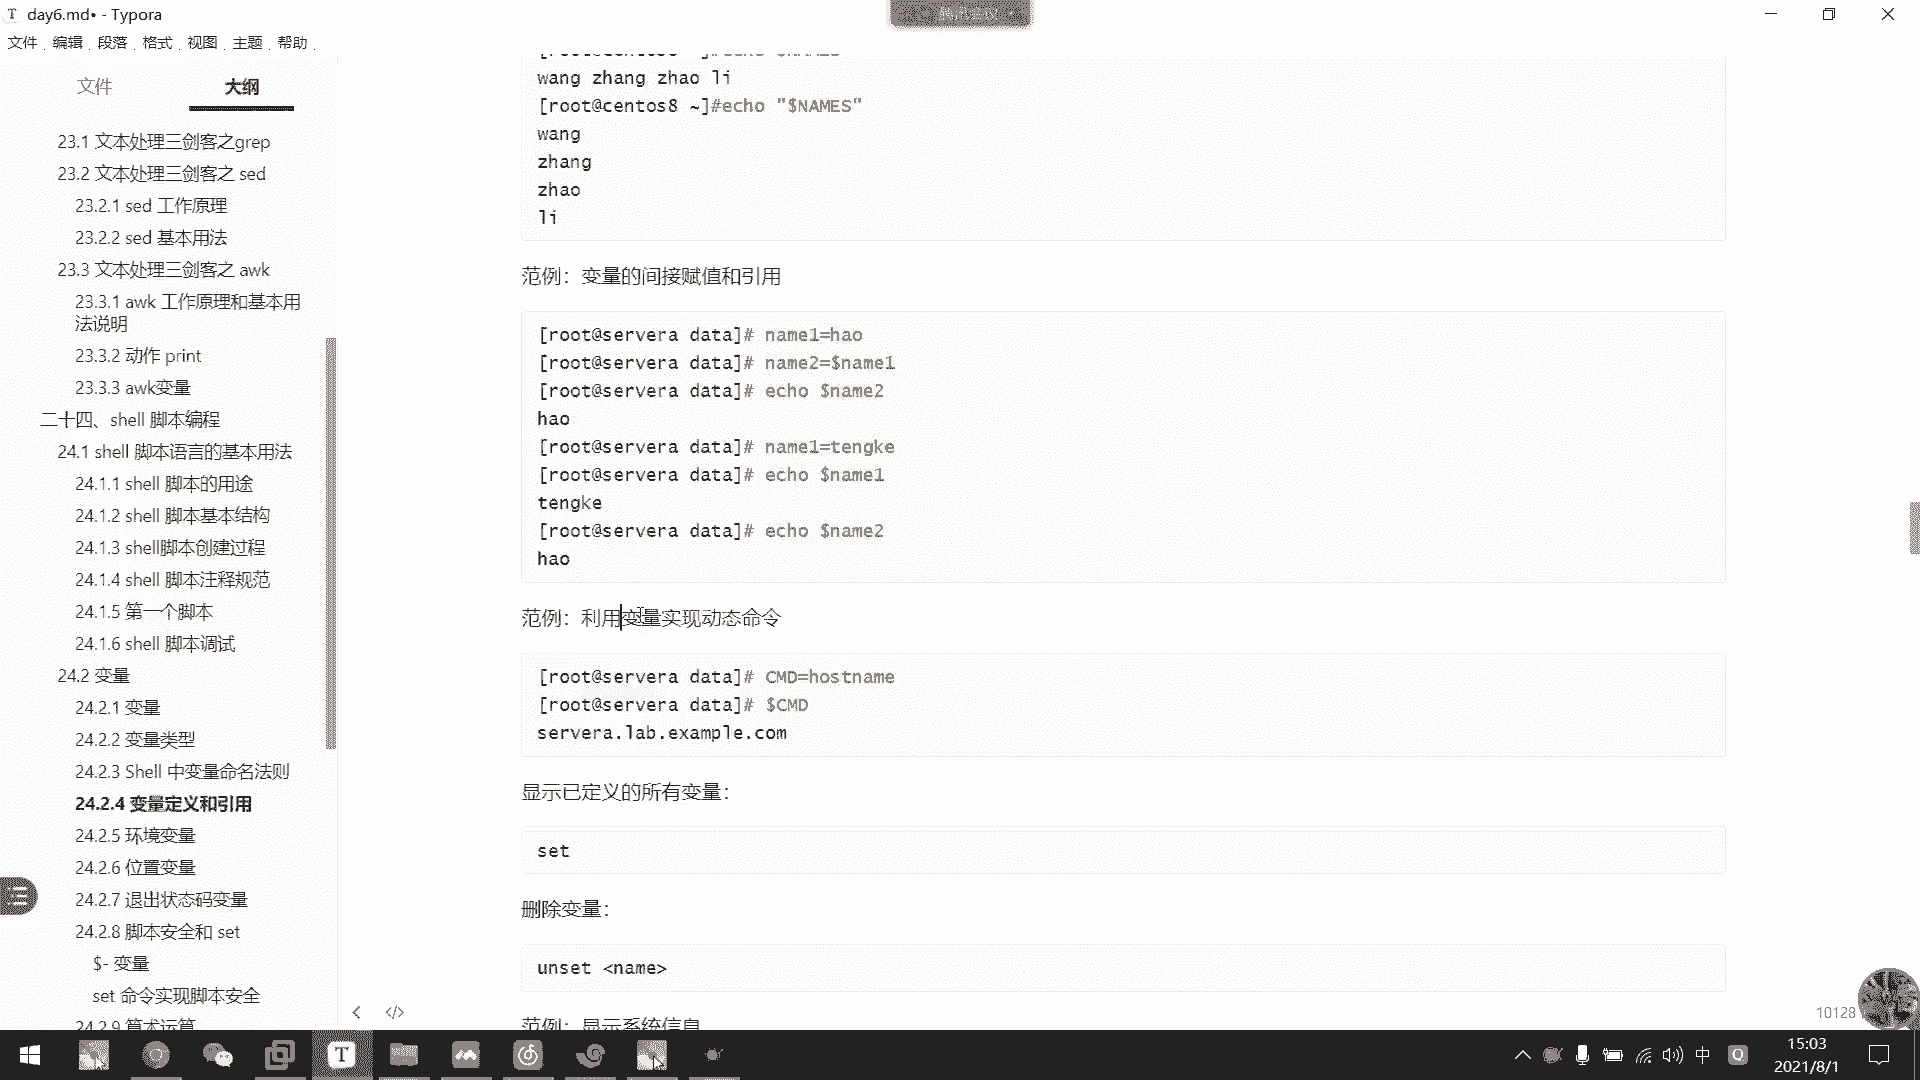 day6.md• - Typora
腾讯会议
文件 编辑 段落 格式 视图 主题 帮助
文件
大纲
23.1 文本处理三剑客之grep
23.2 文本处理三剑客之 sed
23.2.1 sed 工作原理
23.2.2 sed 基本用法
23.3 文本处理三剑客之 awk
23.3.1 awk 工作原理和基本用
法说明
23.3.2 动作 print
23.3.3 awk变量
二十四、shell 脚本编程
24.1 shell 脚本语言的基本用法
24.1.1 shell 脚本的用途
24.1.2 shell 脚本基本结构
24.1.3 shell脚本创建过程
24.1.4 shell 脚本注释规范
24.1.5 第一个脚本
24.1.6 shell 脚本调试
24.2 变量
24.2.1 变量
24.2.2 变量类型
24.2.3 Shell 中变量命名法则
24.2.4 变量定义和引用
24.2.5 环境变量
24.2.6 位置变量
24.2.7 退出状态码变量
24.2.8 脚本安全和 set
$- 变量
set 命令实现脚本安全
24.2.9 算术运算
[root@centos8 ~]#echo $NAMES
wang zhang zhao li
[root@centos8 ~]#echo "$NAMES"
wang
zhang
zhao
li
范例：变量的间接赋值和引用
[root@servera data]# name1=hao
[root@servera data]# name2=$name1
[root@servera data]# echo $name2
hao
[root@servera data]# name1=tengke
[root@servera data]# echo $name1
tengke
[root@servera data]# echo $name2
hao
范例：利用变量实现动态命令
[root@servera data]# CMD=hostname
[root@servera data]# $CMD
servera.lab.example.com
显示已定义的所有变量：
set
删除变量：
unset <name>
范例：显示系统信息
10128
中
15:03
2021/8/1